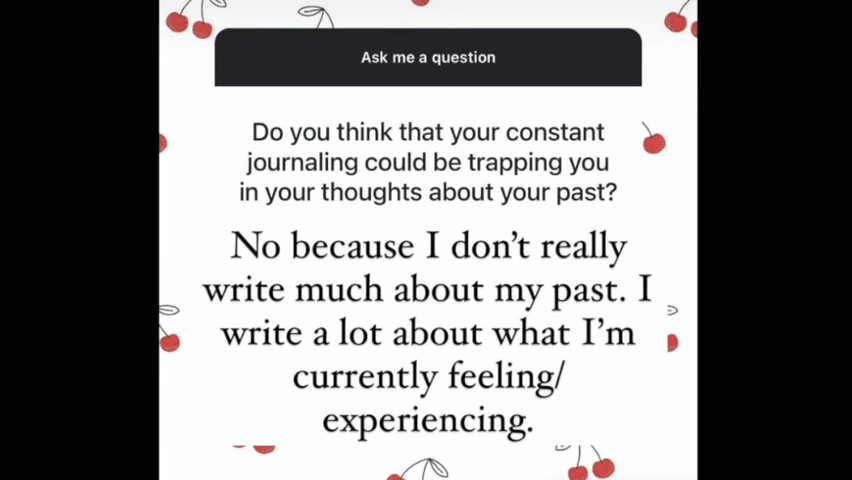 Ask me a question
Do you think that your constant
journaling could be trapping you
in your thoughts about your past?
No because I don’t really
write much about my past. I
write a lot about what I’m
currently feeling/
experiencing.